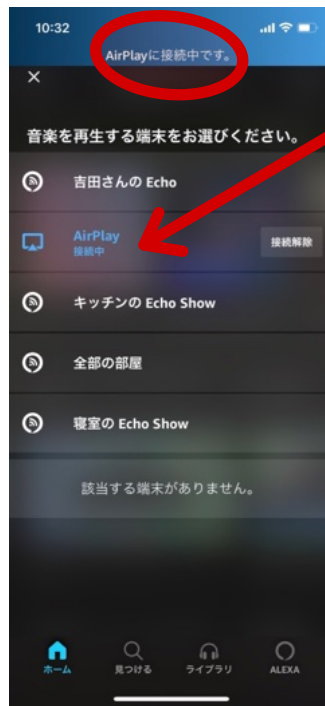 10:32
AirPlayに接続中です。
×
音楽を再生する端末をお選びください。
吉田さんの Echo
AirPlay
接続中
接続解除
キッチンの Echo Show
全部の部屋
寝室の Echo Show
該当する端末がありません。
ホーム
見つける
ライブラリ
ALEXA